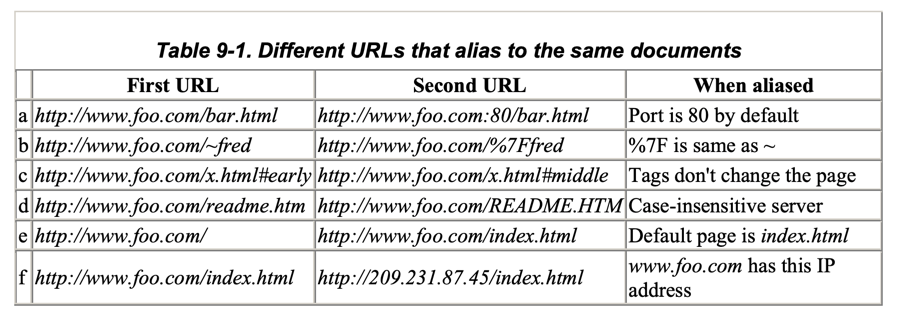 Table 9-1. Different URLs that alias to the same documents
First URL Second URL When aliased
a http://www.foo.com/bar.html http://www.foo.com:80/bar.html Port is 80 by default
b http://www.foo.com/~fred http://www.foo.com/%7Ffred %7F is same as ~
c http://www.foo.com/x.html#early http://www.foo.com/x.html#middle Tags don't change the page
d http://www.foo.com/readme.htm http://www.foo.com/README.HTM Case-insensitive server
e http://www.foo.com/ http://www.foo.com/index.html Default page is index.html
f http://www.foo.com/index.html http://209.231.87.45/index.html www.foo.com has this IP
address